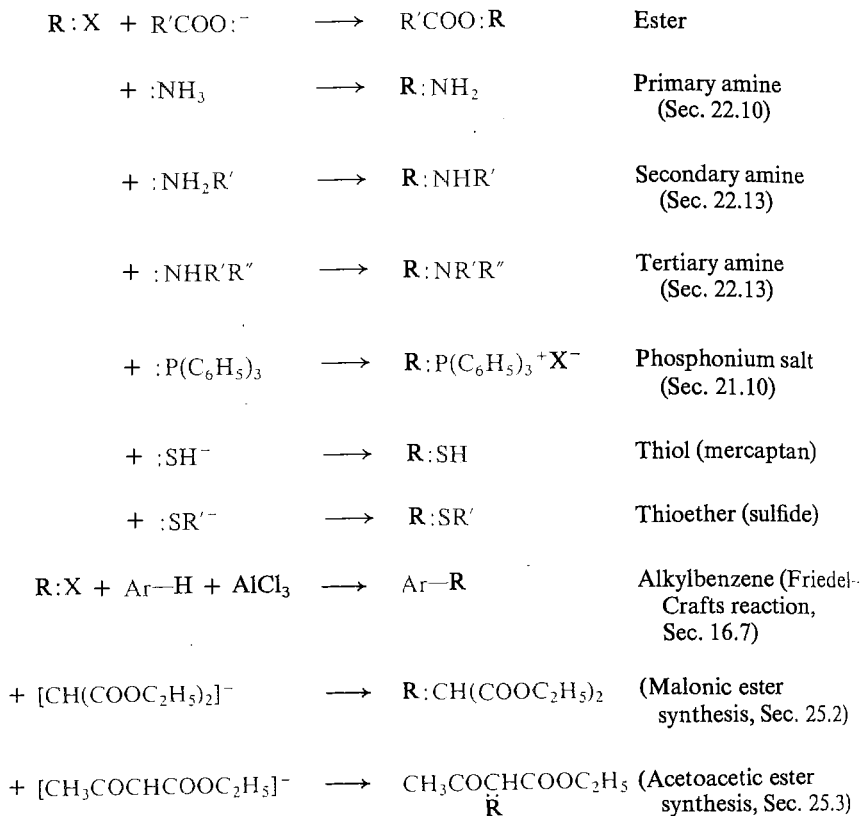 R:X + R′COO:⁻ ⟶ R′COO:R Ester
+ :NH₃ ⟶ R:NH₂ Primary amine
(Sec. 22.10)
+ :NH₂R′ ⟶ R:NHR′ Secondary amine
(Sec. 22.13)
+ :NHR′R″ ⟶ R:NR′R″ Tertiary amine
(Sec. 22.13)
+ :P(C₆H₅)₃ ⟶ R:P(C₆H₅)₃⁺X⁻ Phosphonium salt
(Sec. 21.10)
+ :SH⁻ ⟶ R:SH Thiol (mercaptan)
+ :SR′⁻ ⟶ R:SR′ Thioether (sulfide)
R:X + Ar—H + AlCl₃ ⟶ Ar—R Alkylbenzene (Friedel-
Crafts reaction,
Sec. 16.7)
+ [CH(COOC₂H₅)₂]⁻ ⟶ R:CH(COOC₂H₅)₂ (Malonic ester
synthesis, Sec. 25.2)
+ [CH₃COCHCOOC₂H₅]⁻ ⟶ CH₃COCHCOOC₂H₅ (Acetoacetic ester
R̈ synthesis, Sec. 25.3)